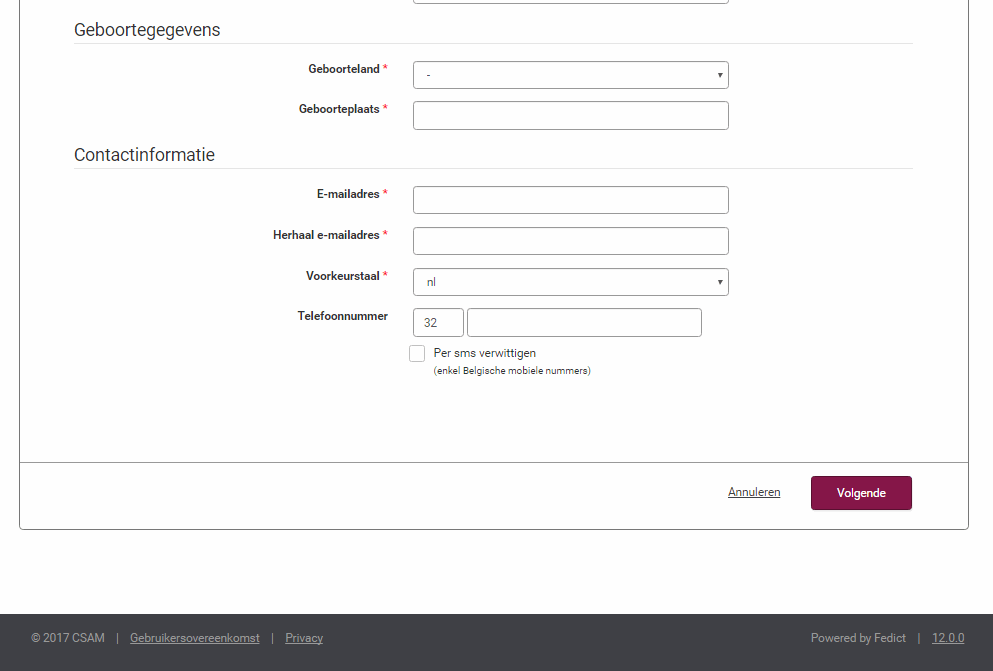 Geboortegegevens
Geboorteland *
-
Geboorteplaats *
Contactinformatie
E-mailadres *
Herhaal e-mailadres *
Voorkeurstaal *
nl
Telefoonnummer
32
Per sms verwittigen
(enkel Belgische mobiele nummers)
Annuleren
Volgende
© 2017 CSAM | Gebruikersovereenkomst | Privacy
Powered by Fedict | 12.0.0